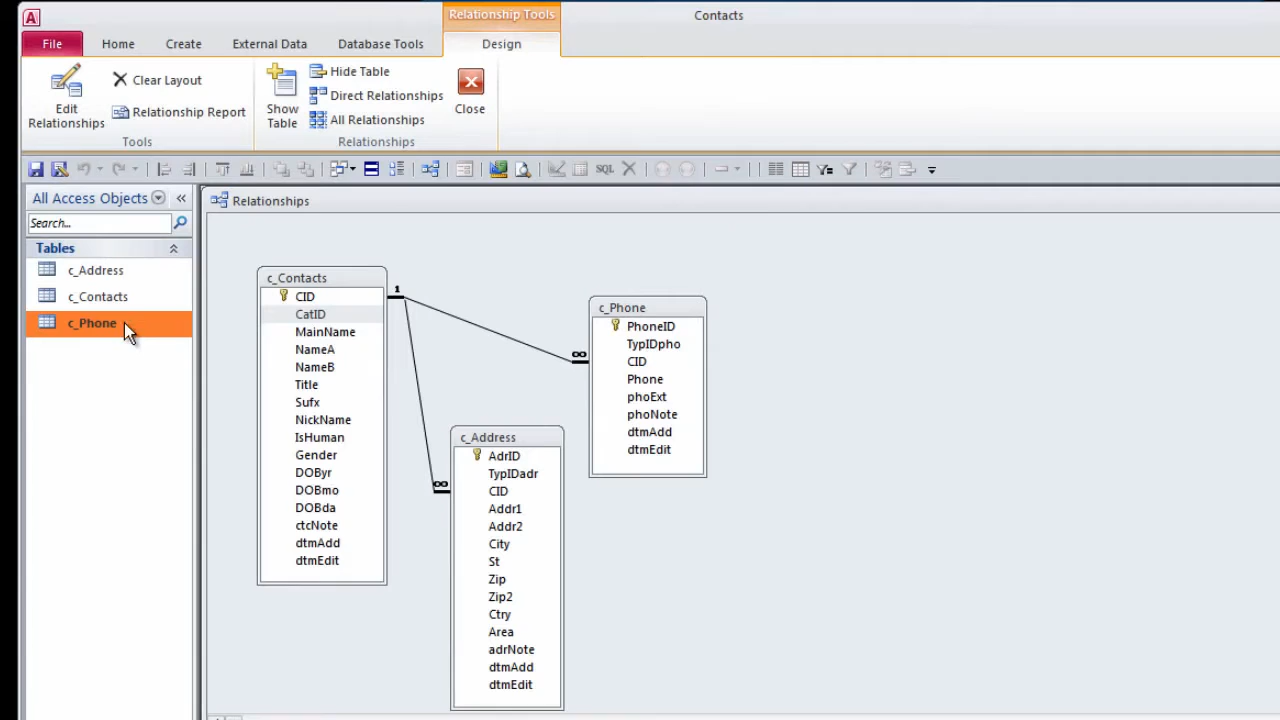 Relationship Tools
Contacts
File
Home
Create
External Data
Database Tools
Design
Edit
Relationships
Clear Layout
Relationship Report
Tools
Show
Table
Hide Table
Direct Relationships
All Relationships
Relationships
Close
SQL
All Access Objects
Search...
Tables
c_Address
c_Contacts
c_Phone
Relationships
c_Contacts
CID
CatID
MainName
NameA
NameB
Title
Sufx
NickName
IsHuman
Gender
DOByr
DOBmo
DOBda
ctcNote
dtmAdd
dtmEdit
1
∞
∞
c_Phone
PhoneID
TypIDpho
CID
Phone
phoExt
phoNote
dtmAdd
dtmEdit
c_Address
AdrID
TypIDadr
CID
Addr1
Addr2
City
St
Zip
Zip2
Ctry
Area
adrNote
dtmAdd
dtmEdit